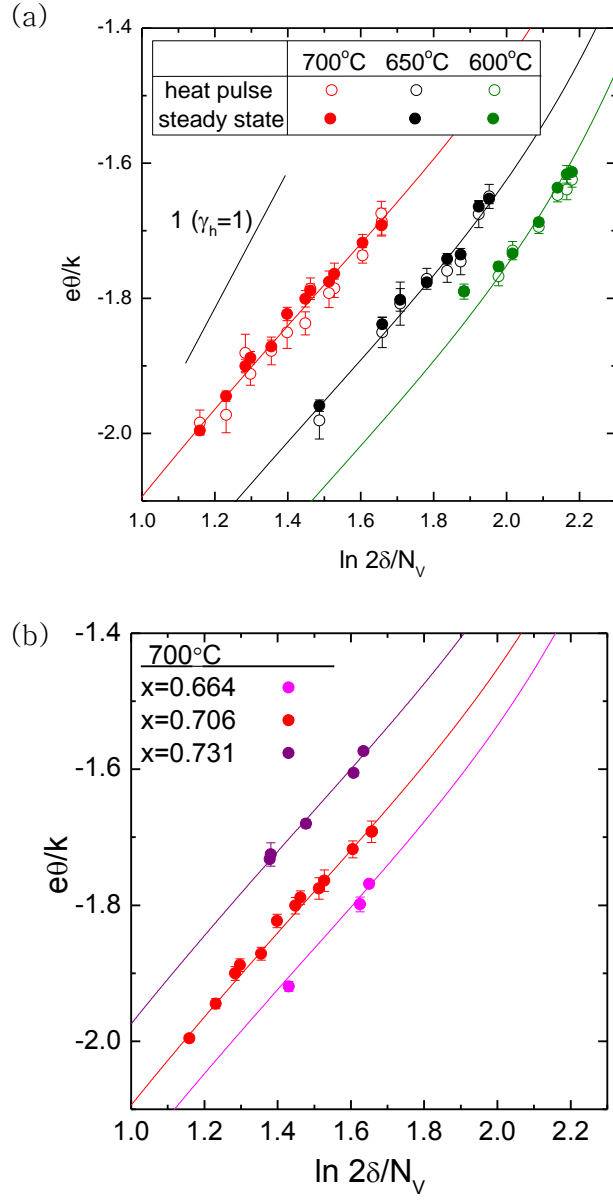 (a)
-1.4
700°C 650°C 600°C
heat pulse
steady state
-1.6
1 (γh=1)
eθ/k
-1.8
-2.0
1.0 1.2 1.4 1.6 1.8 2.0 2.2
ln 2δ/NV
(b)
-1.4
700°C
x=0.664
x=0.706
x=0.731
-1.6
eθ/k
-1.8
-2.0
1.0 1.2 1.4 1.6 1.8 2.0 2.2
ln 2δ/NV